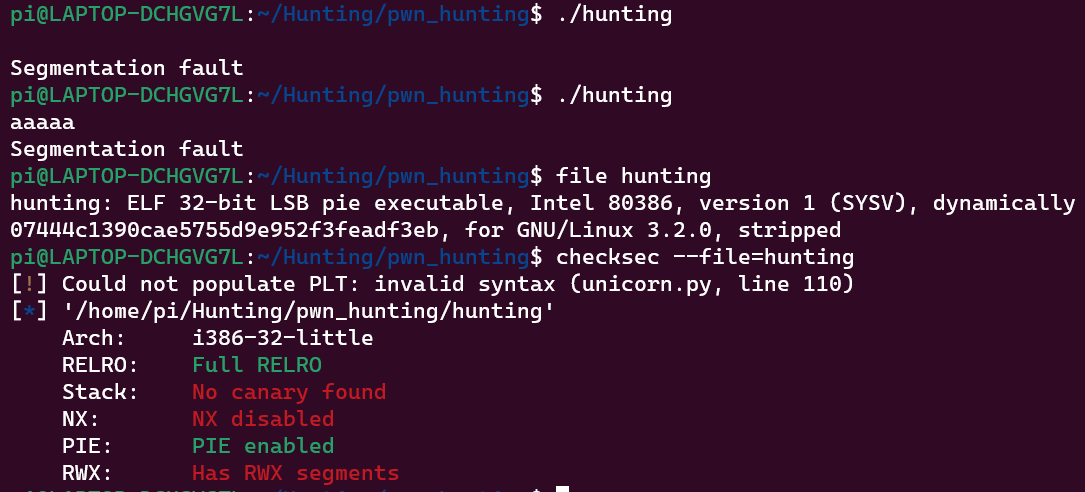 pi@LAPTOP-DCHGVG7L:~/Hunting/pwn_hunting$ ./hunting
Segmentation fault
pi@LAPTOP-DCHGVG7L:~/Hunting/pwn_hunting$ ./hunting
aaaaa
Segmentation fault
pi@LAPTOP-DCHGVG7L:~/Hunting/pwn_hunting$ file hunting
hunting: ELF 32-bit LSB pie executable, Intel 80386, version 1 (SYSV), dynamically
07444c1390cae5755d9e952f3feadf3eb, for GNU/Linux 3.2.0, stripped
pi@LAPTOP-DCHGVG7L:~/Hunting/pwn_hunting$ checksec --file=hunting
[!] Could not populate PLT: invalid syntax (unicorn.py, line 110)
[*] '/home/pi/Hunting/pwn_hunting/hunting'
Arch: i386-32-little
RELRO: Full RELRO
Stack: No canary found
NX: NX disabled
PIE: PIE enabled
RWX: Has RWX segments